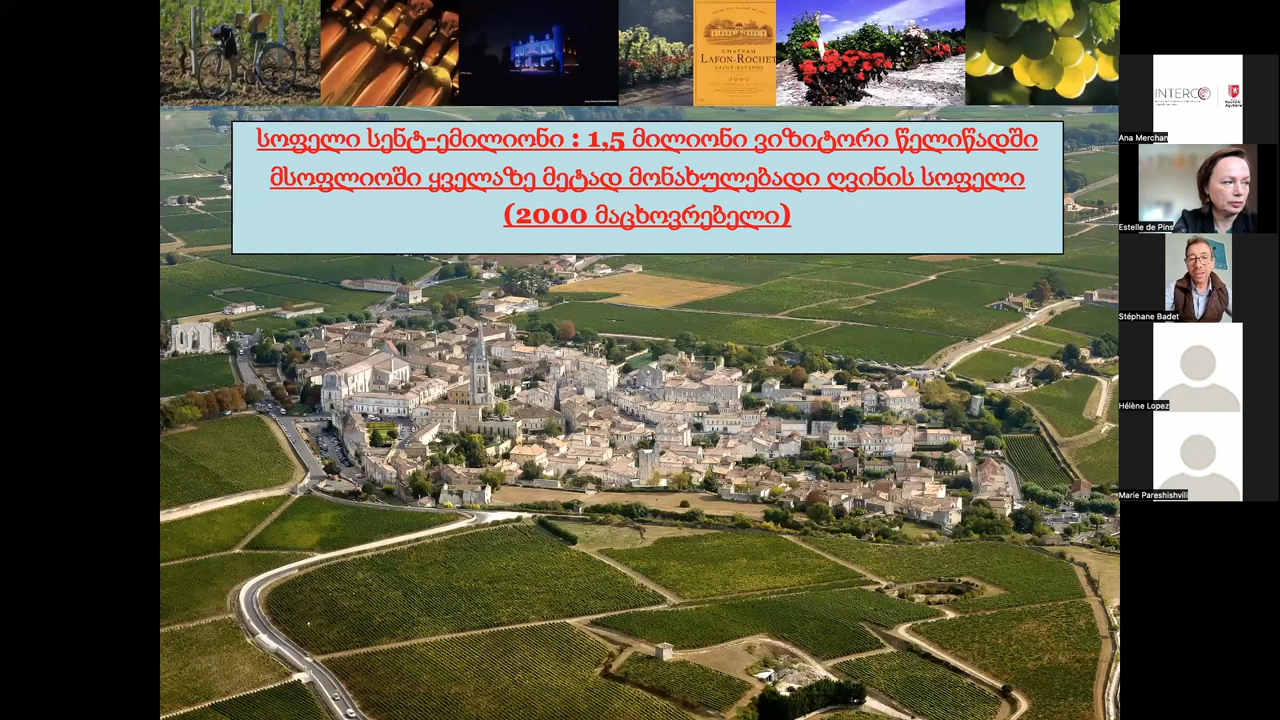 CHATEAU
LAFON-ROCHET
SAINT-ESTEPHE
2000
სოფელი სენტ-ემილიონი : 1,5 მილიონი ვიზიტორი წელიწადში
მსოფლიოში ყველაზე მეტად მონახულებადი ღვინის სოფელი
(2000 მაცხოვრებელი)
INTERCO
Ana Merchan
Estelle de Pins
Stéphane Badet
Hélène Lopez
Marie Pareshishvili